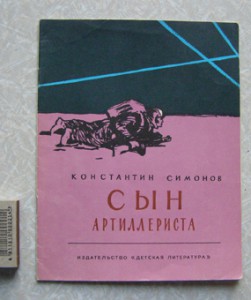 КОНСТАНТИН СИМОНОВ
СЫН
АРТИЛЛЕРИСТА
ИЗДАТЕЛЬСТВО «ДЕТСКАЯ ЛИТЕРАТУРА»